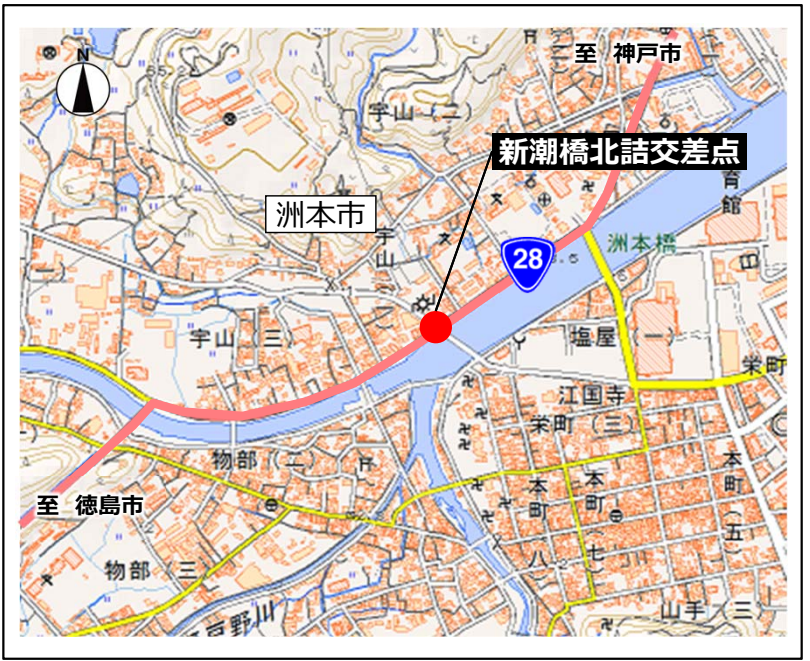 N
至 神戸市
宇山(二)
新潮橋北詰交差点
育館
洲本市
宇山(一)
洲本橋
28
宇山(三)
塩屋(一)
栄町
江国寺
栄町(三)
物部(二)
本町(八)
本町(七)
本町(五)
至 徳島市
物部(三)
山手(三)